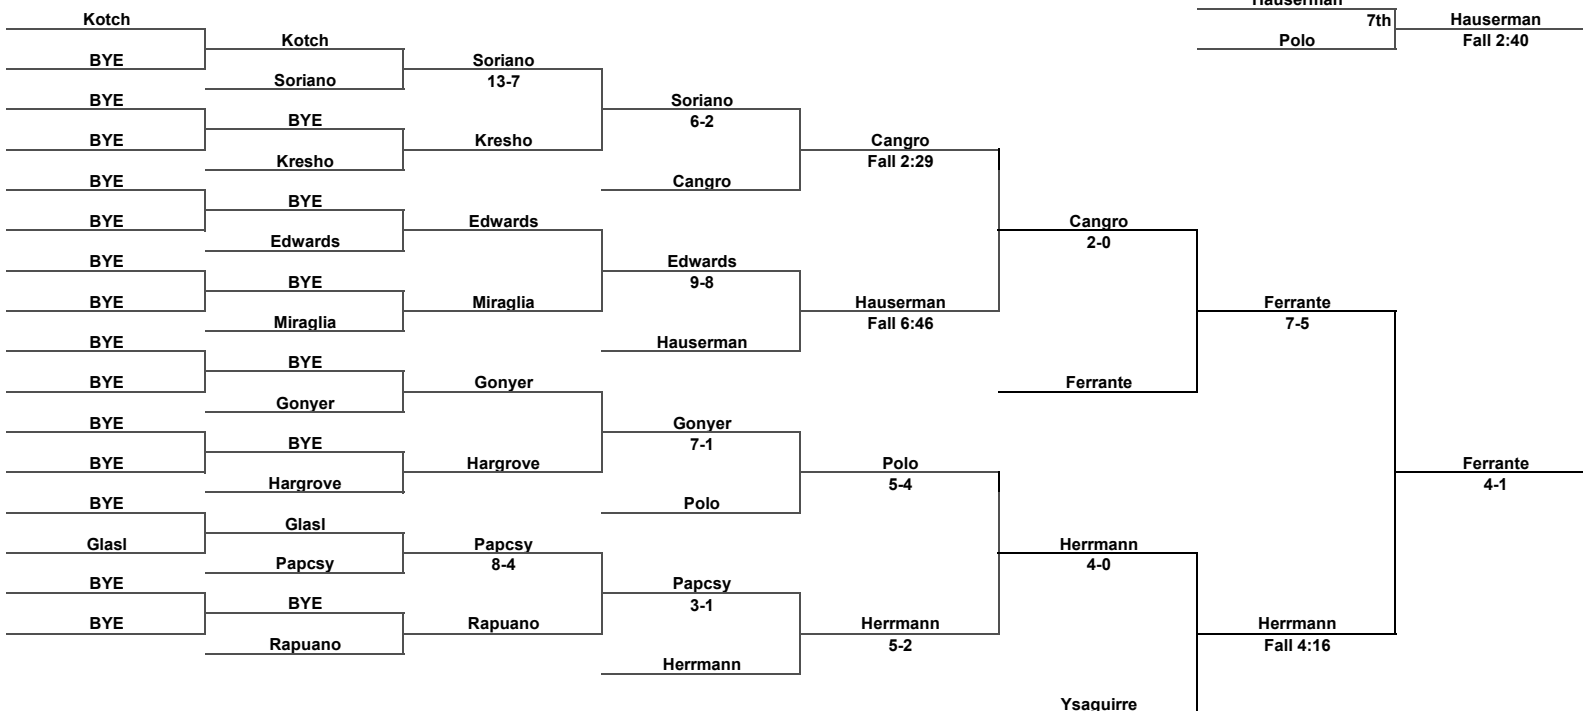 Hauserman
Kotch
7th
Hauserman
Kotch
Polo
Fall 2:40
BYE
Soriano
Soriano
13-7
BYE
Soriano
BYE
6-2
BYE
Kresho
Cangro
Kresho
Fall 2:29
BYE
Cangro
BYE
BYE
Edwards
Cangro
Edwards
2-0
BYE
Edwards
BYE
9-8
BYE
Miraglia
Hauserman
Ferrante
Miraglia
Fall 6:46
7-5
BYE
Hauserman
BYE
BYE
Gonyer
Ferrante
Gonyer
BYE
Gonyer
BYE
7-1
BYE
Hargrove
Polo
Ferrante
Hargrove
5-4
4-1
BYE
Polo
Glasl
Glasl
Papcsy
Herrmann
Papcsy
8-4
4-0
BYE
Papcsy
BYE
3-1
BYE
Rapuano
Herrmann
Herrmann
Rapuano
5-2
Fall 4:16
Herrmann
Ysaguirre